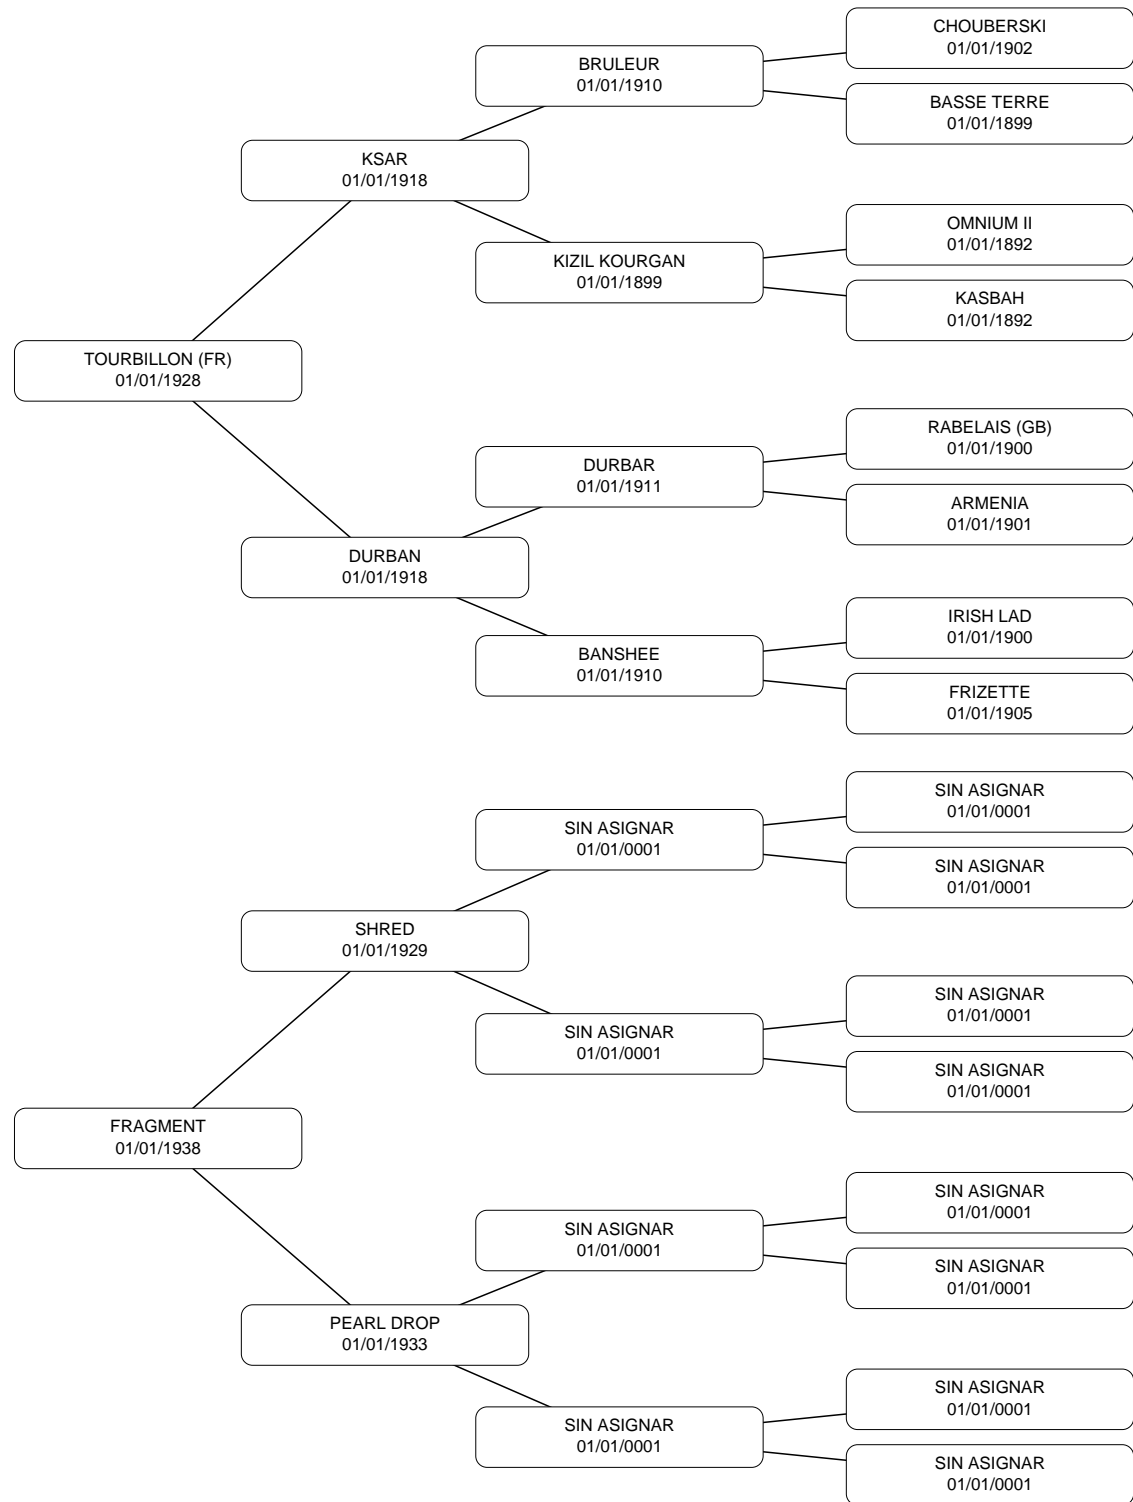 CHOUBERSKI
01/01/1902
BRULEUR
01/01/1910
BASSE TERRE
01/01/1899
KSAR
01/01/1918
OMNIUM II
01/01/1892
KIZIL KOURGAN
01/01/1899
KASBAH
01/01/1892
TOURBILLON (FR)
01/01/1928
RABELAIS (GB)
01/01/1900
DURBAR
01/01/1911
ARMENIA
01/01/1901
DURBAN
01/01/1918
IRISH LAD
01/01/1900
BANSHEE
01/01/1910
FRIZETTE
01/01/1905
SIN ASIGNAR
01/01/0001
SIN ASIGNAR
01/01/0001
SIN ASIGNAR
01/01/0001
SHRED
01/01/1929
SIN ASIGNAR
01/01/0001
SIN ASIGNAR
01/01/0001
SIN ASIGNAR
01/01/0001
FRAGMENT
01/01/1938
SIN ASIGNAR
01/01/0001
SIN ASIGNAR
01/01/0001
SIN ASIGNAR
01/01/0001
PEARL DROP
01/01/1933
SIN ASIGNAR
01/01/0001
SIN ASIGNAR
01/01/0001
SIN ASIGNAR
01/01/0001